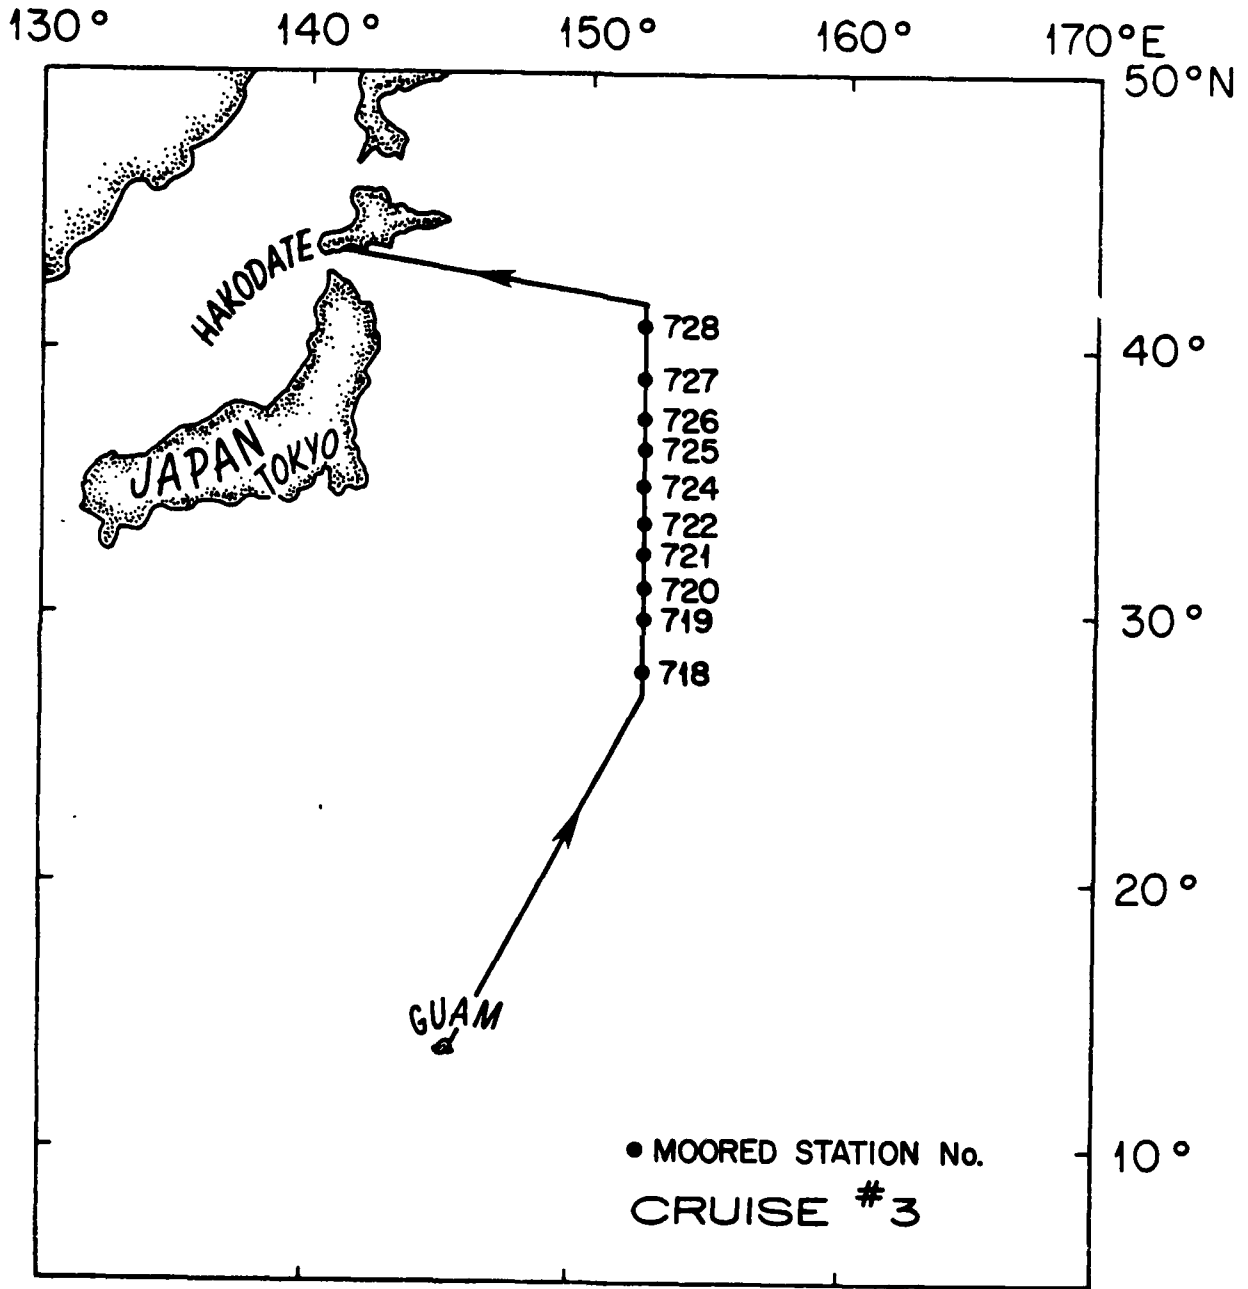 130° 140° 150° 160° 170°E
50°N
HAKODATE
728
40°
727
726
725
JAPAN
TOKYO
724
722
721
720
30°
719
718
20°
GUAM
10°
● MOORED STATION No.
CRUISE #3